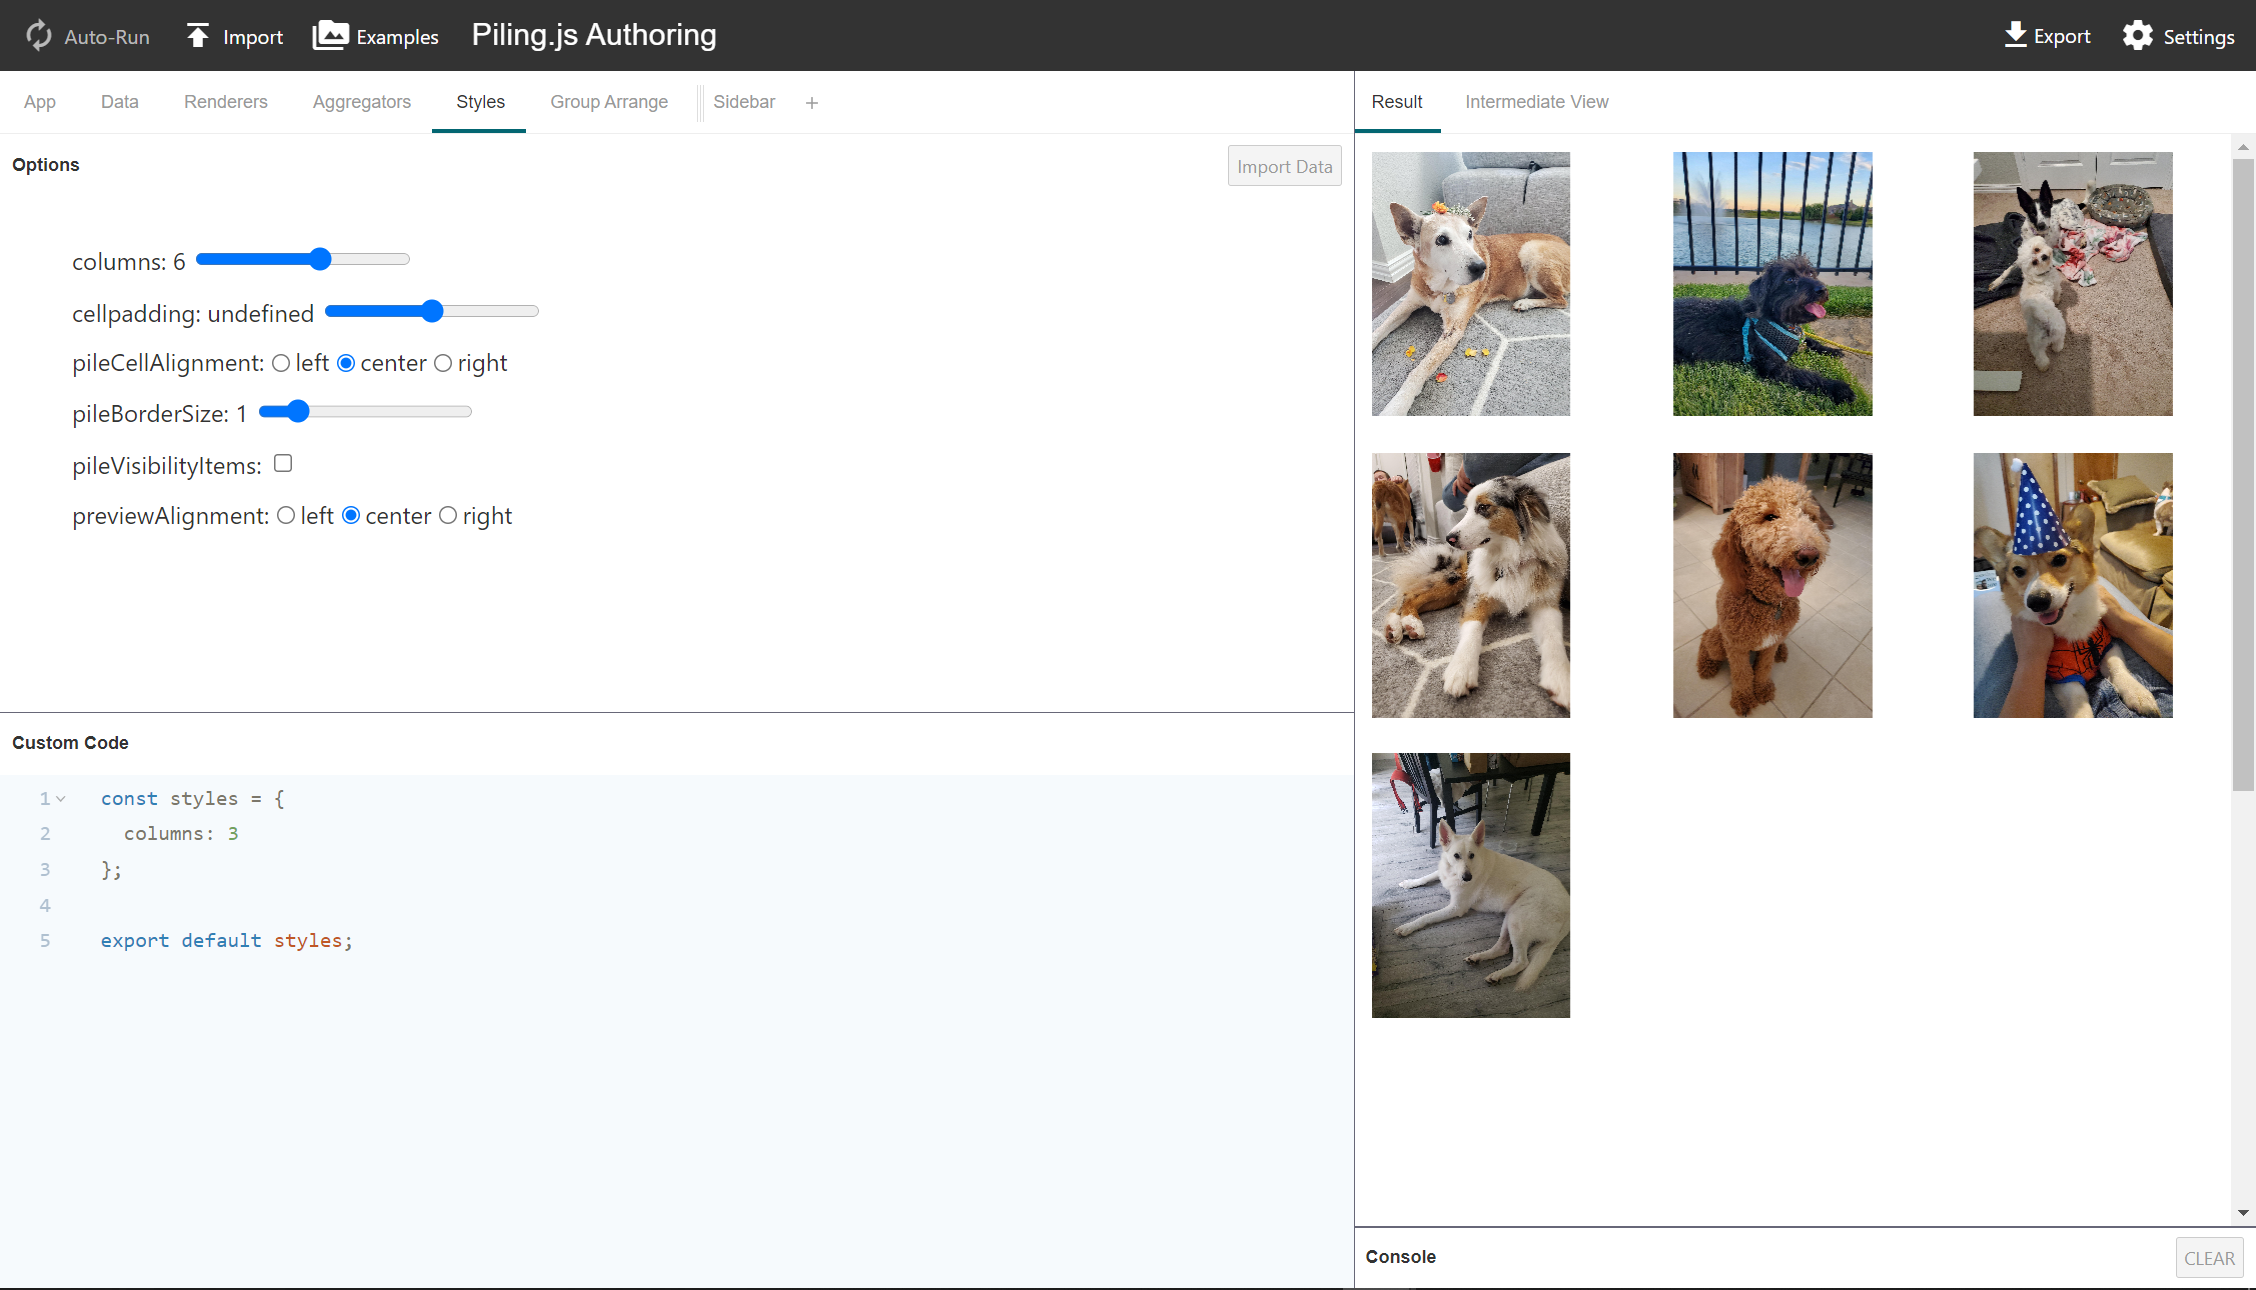 Auto-Run Import Examples Piling.js Authoring Export Settings
App Data Renderers Aggregators Styles Group Arrange Sidebar +
Result Intermediate View
Options
Import Data
columns: 6
cellpadding: undefined
pileCellAlignment: left center right
pileBorderSize: 1
pileVisibilityItems:
previewAlignment: left center right
Custom Code
1 const styles = {
2 columns: 3
3 };
4
5 export default styles;
Console
CLEAR